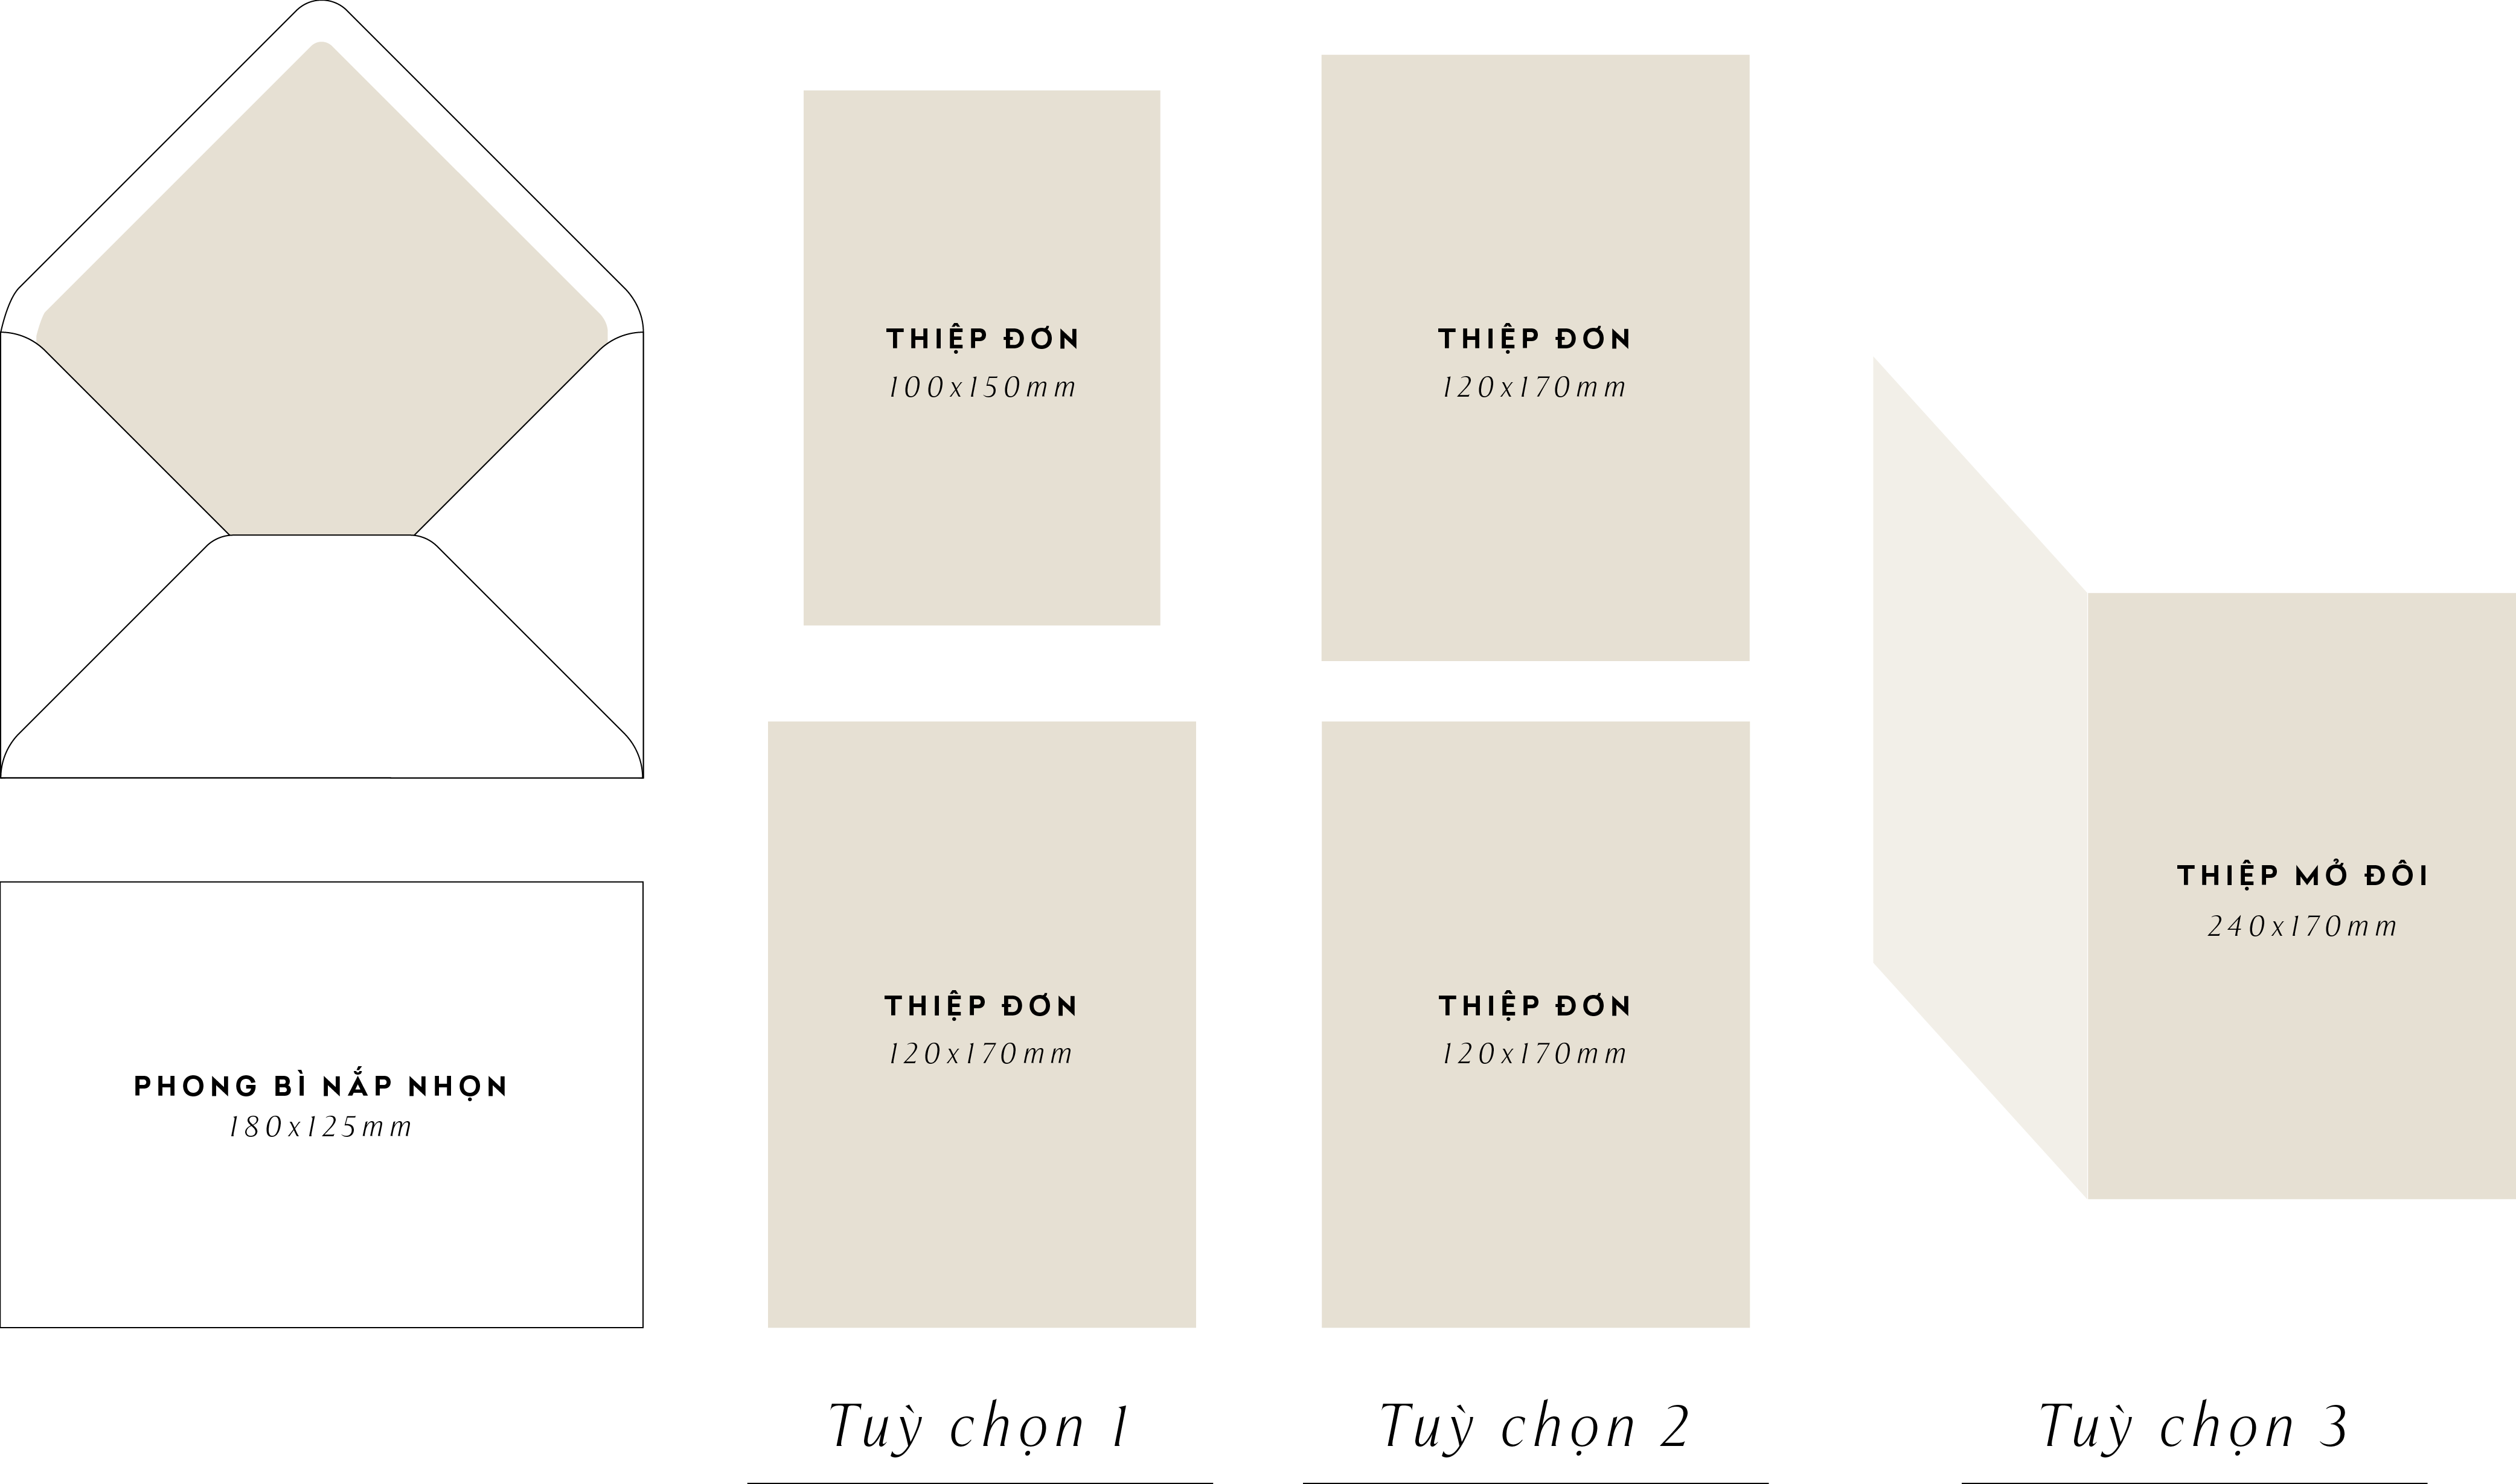 THIỆP ĐƠN
100x150mm
THIỆP ĐƠN
120x170mm
THIỆP MỞ ĐÔI
240x170mm
THIỆP ĐƠN
120x170mm
THIỆP ĐƠN
120x170mm
PHONG BÌ NẮP NHỌN
180x125mm
Tuỳ chọn 1
Tuỳ chọn 2
Tuỳ chọn 3